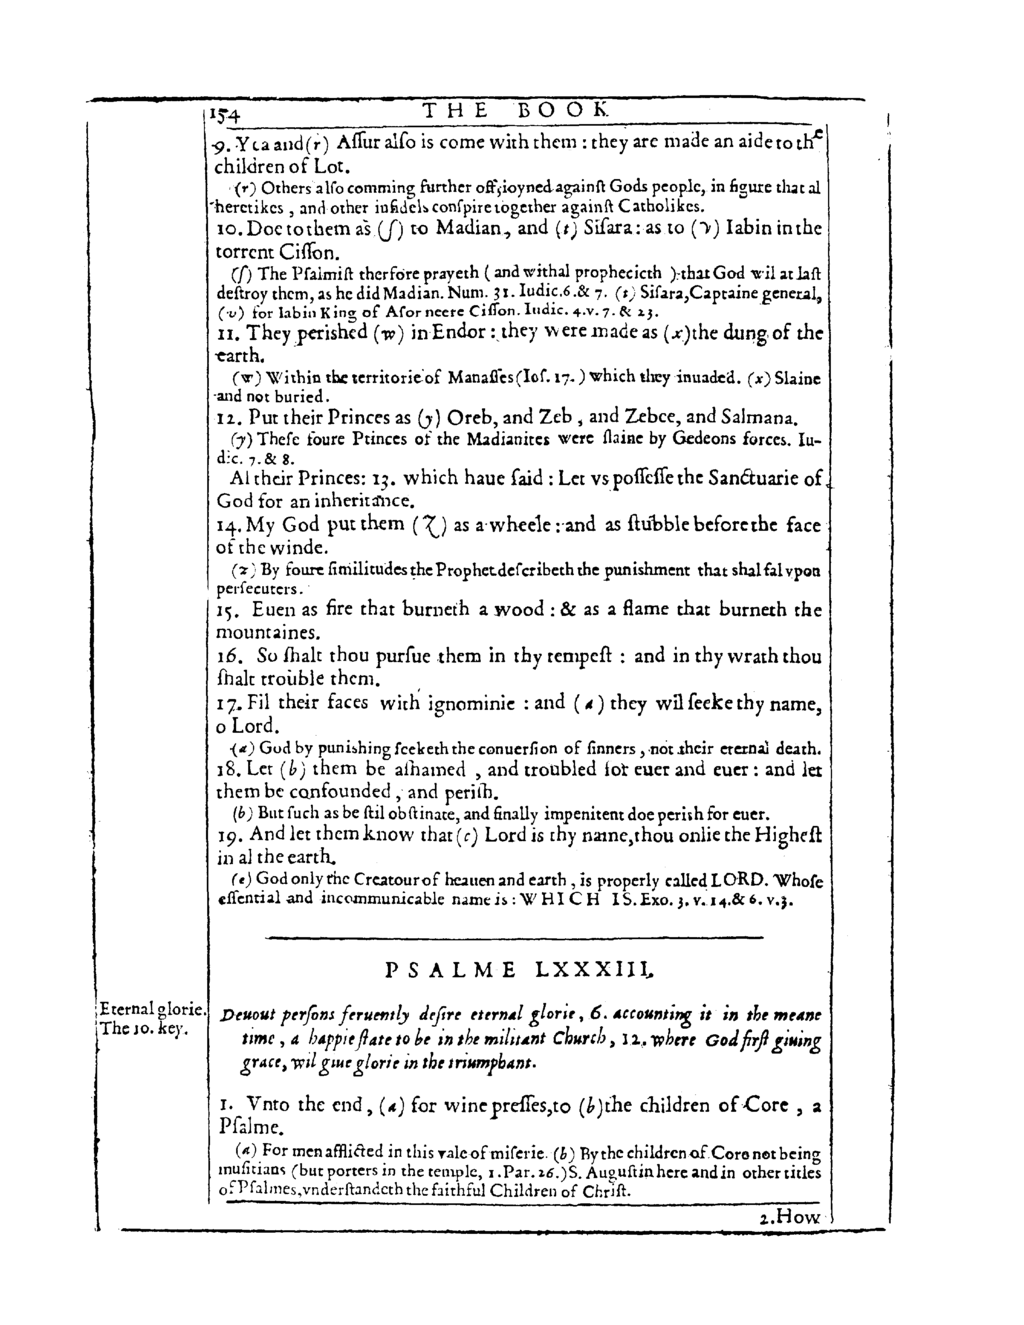 154 THE BOOK
9. Yea and (r) Aſſur alſo is come with them : they are made an aide to the
children of Lot.
(r) Others alſo comming further off, ioyned againſt Gods people, in figure that al
heretikes, and other infidels conſpire together againſt Catholikes.
10. Doe to them as (ſ) to Madian, and (t) Siſara : as to (v) Iabin in the
torrent Ciſſon.
(ſ) The Pſalmiſt therfore prayeth ( and withal prophecieth ) that God wil at laſt
deſtroy them, as he did Madian. Num. 31. Iudic.6.& 7. (t) Siſara, Captaine general,
(v) for Iabin King of Aſor neere Ciſſon. Iudic. 4.v. 7. & 23.
11. They perished (w) in Endor : they were made as (x) the dung of the
earth.
(w) Within the territorie of Manaſſes (Ioſ. 17.) which they inuaded. (x) Slaine
and not buried.
12. Put their Princes as (y) Oreb, and Zeb, and Zebee, and Salmana.
(y) Theſe foure Princes of the Madianites were ſlaine by Gedeons forces. Iu-
dic. 7. & 8.
Al their Princes: 13. which haue ſaid : Let vs poſſeſſe the Sanctuarie of
God for an inheritance.
14. My God put them (z) as a wheele : and as ſtubble before the face
of the winde.
(z) By foure ſimilitudes the Prophet deſcribeth the punishment that shal fal vpon
perſecuters.
15. Euen as fire that burneth a wood : & as a flame that burneth the
mountaines.
16. So ſhalt thou purſue them in thy tempeſt : and in thy wrath thou
ſhalt trouble them.
17. Fil their faces with ignominie : and (a) they wil ſeeke thy name,
o Lord.
(a) God by punishing ſeeketh the conuerſion of ſinners, not their eternal death.
18. Let (b) them be aſhamed, and troubled for euer and euer : and let
them be confounded, and periſh.
(b) But ſuch as be ſtil obſtinate, and finally impenitent doe perish for euer.
19. And let them know that (c) Lord is thy name, thou onlie the Higheſt
in al the earth.
(c) God only the Creatour of heauen and earth, is properly called LORD. Whoſe
eſſential and incommunicable name is : WHICH IS. Exo. 3. v. 14.& 6. v.3.
PSALME LXXXIII.
Eternal glorie.
The 10. key.
Deuout perſons feruently deſire eternal glorie, 6. accounting it in the meane
time, a happie ſtate to be in the militant Church, 12. where God firſt giuing
grace, wil giue glorie in the triumphant.
1. Vnto the end, (a) for wine preſſes, to (b) the children of Core, a
Pſalme.
(a) For men afflicted in this vale of miſerie. (b) By the children of Core not being
muſitians (but porters in the temple, 1.Par. 26.) S. Auguſtin here and in other titles
of Pſalmes, vnderſtandeth the faithful Children of Chriſt.
2. How